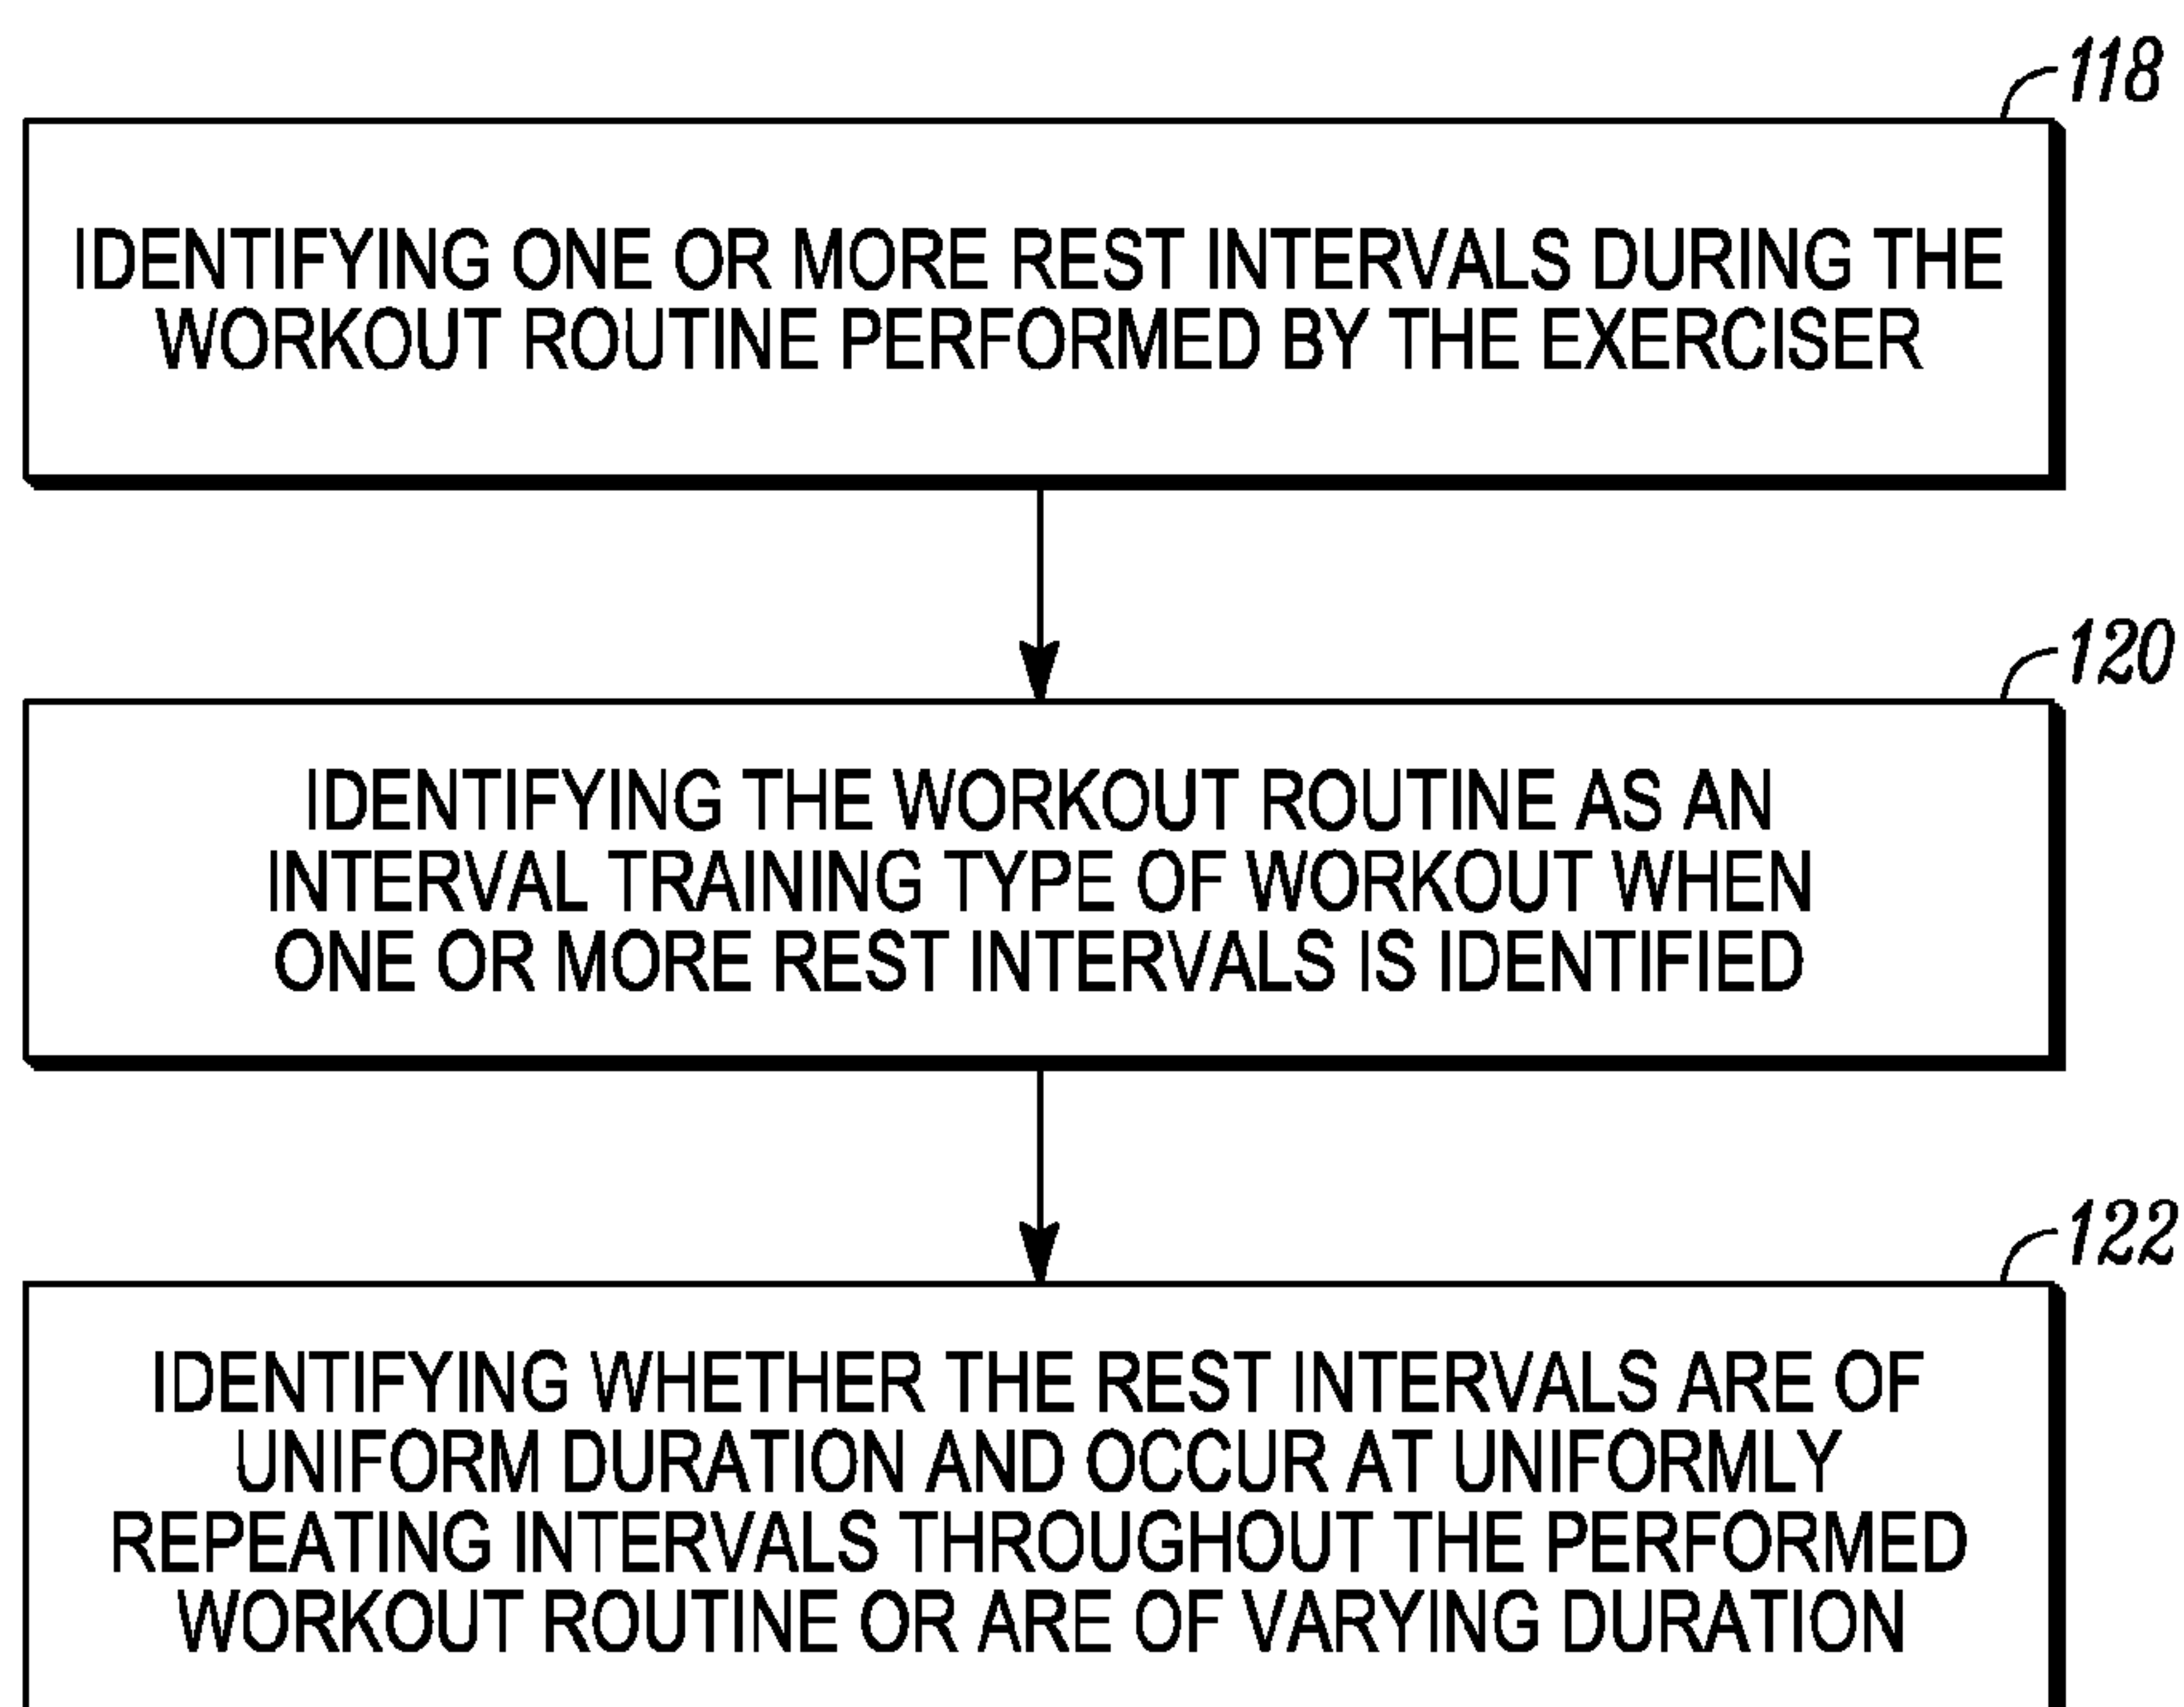 118
IDENTIFYING ONE OR MORE REST INTERVALS DURING THE
WORKOUT ROUTINE PERFORMED BY THE EXERCISER
120
IDENTIFYING THE WORKOUT ROUTINE AS AN
INTERVAL TRAINING TYPE OF WORKOUT WHEN
ONE OR MORE REST INTERVALS IS IDENTIFIED
122
IDENTIFYING WHETHER THE REST INTERVALS ARE OF
UNIFORM DURATION AND OCCUR AT UNIFORMLY
REPEATING INTERVALS THROUGHOUT THE PERFORMED
WORKOUT ROUTINE OR ARE OF VARYING DURATION